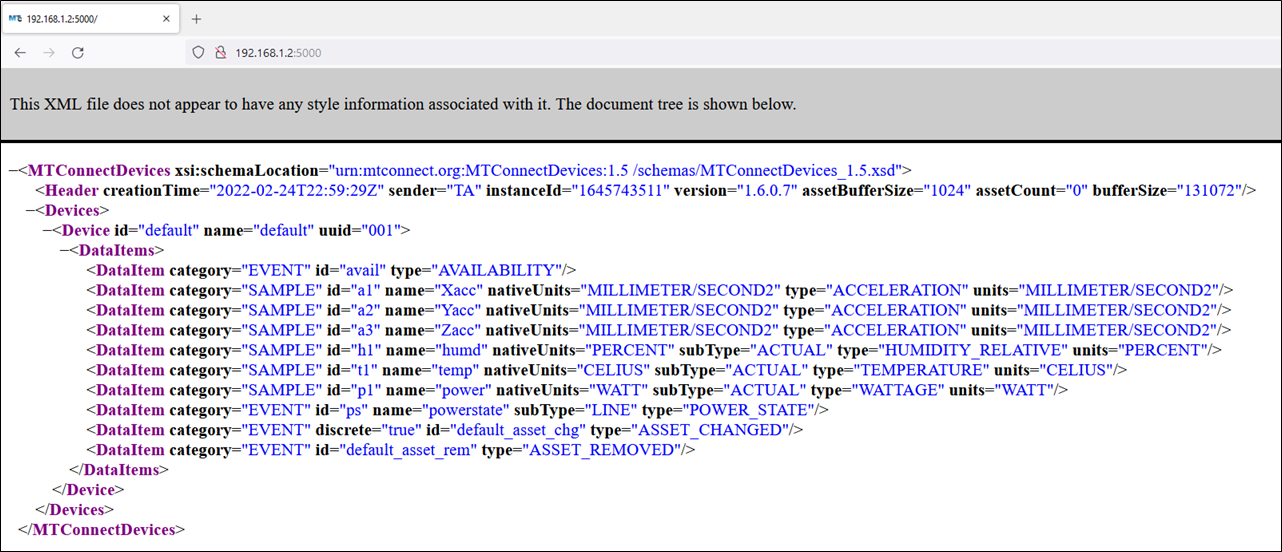 192.168.1.2:5000/
192.168.1.2:5000
This XML file does not appear to have any style information associated with it. The document tree is shown below.
−<MTConnectDevices xsi:schemaLocation="urn:mtconnect.org:MTConnectDevices:1.5 /schemas/MTConnectDevices_1.5.xsd">
<Header creationTime="2022-02-24T22:59:29Z" sender="TA" instanceId="1645743511" version="1.6.0.7" assetBufferSize="1024" assetCount="0" bufferSize="131072"/>
−<Devices>
−<Device id="default" name="default" uuid="001">
−<DataItems>
<DataItem category="EVENT" id="avail" type="AVAILABILITY"/>
<DataItem category="SAMPLE" id="a1" name="Xacc" nativeUnits="MILLIMETER/SECOND2" type="ACCELERATION" units="MILLIMETER/SECOND2"/>
<DataItem category="SAMPLE" id="a2" name="Yacc" nativeUnits="MILLIMETER/SECOND2" type="ACCELERATION" units="MILLIMETER/SECOND2"/>
<DataItem category="SAMPLE" id="a3" name="Zacc" nativeUnits="MILLIMETER/SECOND2" type="ACCELERATION" units="MILLIMETER/SECOND2"/>
<DataItem category="SAMPLE" id="h1" name="humd" nativeUnits="PERCENT" subType="ACTUAL" type="HUMIDITY_RELATIVE" units="PERCENT"/>
<DataItem category="SAMPLE" id="t1" name="temp" nativeUnits="CELIUS" subType="ACTUAL" type="TEMPERATURE" units="CELIUS"/>
<DataItem category="SAMPLE" id="p1" name="power" nativeUnits="WATT" subType="ACTUAL" type="WATTAGE" units="WATT"/>
<DataItem category="EVENT" id="ps" name="powerstate" subType="LINE" type="POWER_STATE"/>
<DataItem category="EVENT" discrete="true" id="default_asset_chg" type="ASSET_CHANGED"/>
<DataItem category="EVENT" id="default_asset_rem" type="ASSET_REMOVED"/>
</DataItems>
</Device>
</Devices>
</MTConnectDevices>